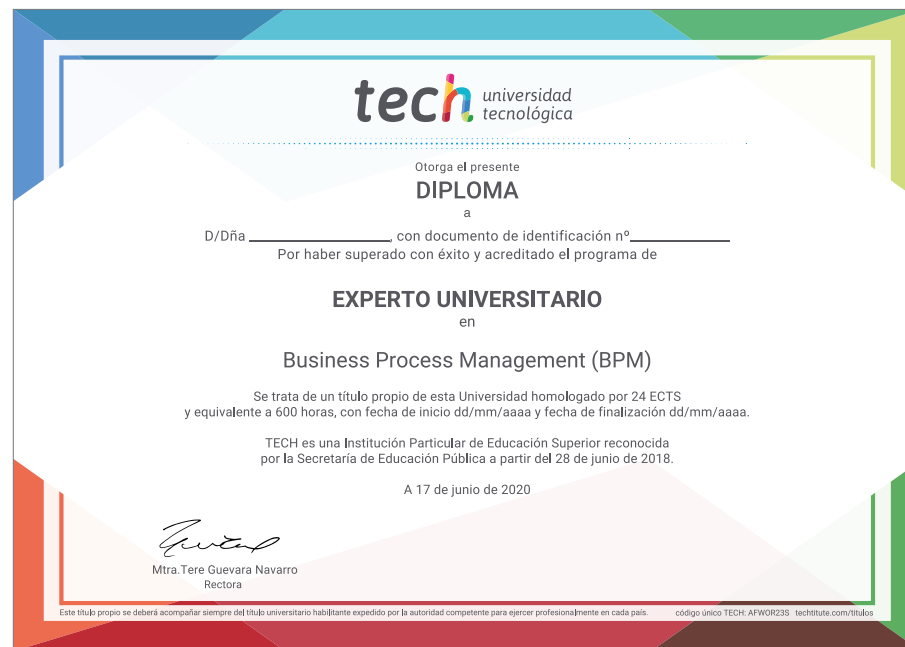 tech universidad
tecnológica
Otorga el presente
DIPLOMA
a
D/Dña ____________, con documento de identificación nº____________
Por haber superado con éxito y acreditado el programa de
EXPERTO UNIVERSITARIO
en
Business Process Management (BPM)
Se trata de un título propio de esta Universidad homologado por 24 ECTS
y equivalente a 600 horas, con fecha de inicio dd/mm/aaaa y fecha de finalización dd/mm/aaaa.
TECH es una Institución Particular de Educación Superior reconocida
por la Secretaría de Educación Pública a partir del 28 de junio de 2018.
A 17 de junio de 2020
Mtra.Tere Guevara Navarro
Rectora
Este título propio se deberá acompañar siempre del título universitario habilitante expedido por la autoridad competente para ejercer profesionalmente en cada país. código único TECH: AFWOR23S techtitute.com/titulos